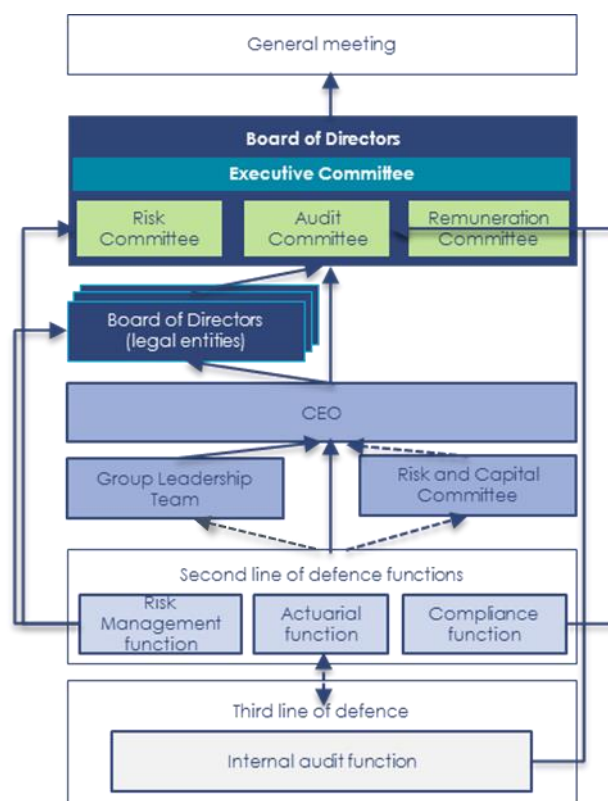 General meeting
Board of Directors
Executive Committee
Risk
Committee
Audit
Committee
Remuneration
Committee
Board of Directors
(legal entities)
CEO
Group Leadership
Team
Risk and Capital
Committee
Second line of defence functions
Risk
Management
function
Actuarial
function
Compliance
function
Third line of defence
Internal audit function